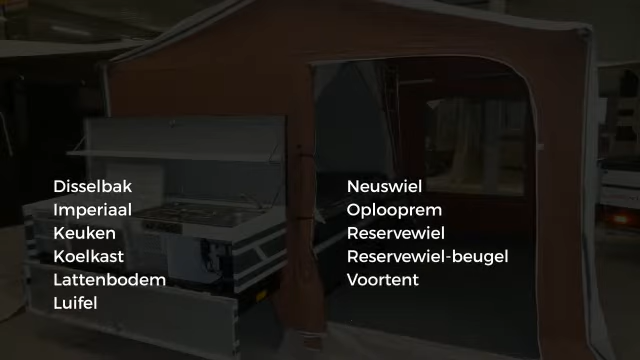 Disselbak
Imperiaal
Keuken
Koelkast
Lattenbodem
Luifel
Neuswiel
Oplooprem
Reservewiel
Reservewiel-beugel
Voortent